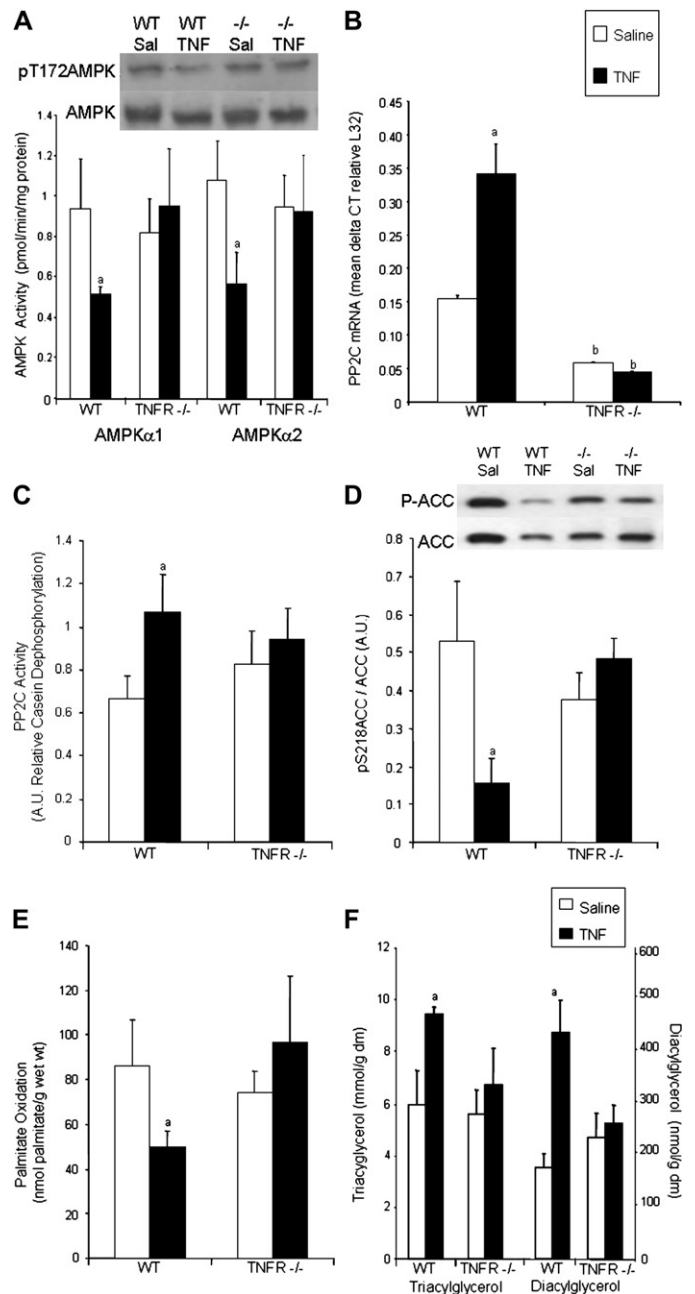 A
WT WT -/- -/-
Sal TNF Sal TNF
pT172AMPK
AMPK
AMPK Activity (pmol/min/mg protein)
1.4
1.2
1
0.8
0.6
0.4
0.2
0
a
a
WT TNFR -/- WT TNFR -/-
AMPKα1 AMPKα2
B
Saline
TNF
PP2C mRNA (mean delta CT relative L32)
0.45
0.40
0.35
0.30
0.25
0.20
0.15
0.10
0.05
0
a
b
b
WT TNFR -/-
C
PP2C Activity
(A.U. Relative Casein Dephosphorylation)
1.4
1.2
1
0.8
0.6
0.4
0.2
0
a
WT TNFR -/-
D
WT WT -/- -/-
Sal TNF Sal TNF
P-ACC
ACC
pS218ACC / ACC (A.U.)
0.8
0.7
0.6
0.5
0.4
0.3
0.2
0.1
0
a
WT TNFR -/-
E
Palmitate Oxidation
(nmol palmitate/g wet wt)
140
120
100
80
60
40
20
0
a
WT TNFR -/-
F
Saline
TNF
Triacyglycerol (mmol/g dm)
12
10
8
6
4
2
0
a
a
600
500
400
300
200
100
0
Diacylglycerol (nmol/g dm)
WT TNFR -/- WT TNFR -/-
Triacylglycerol Diacylglycerol